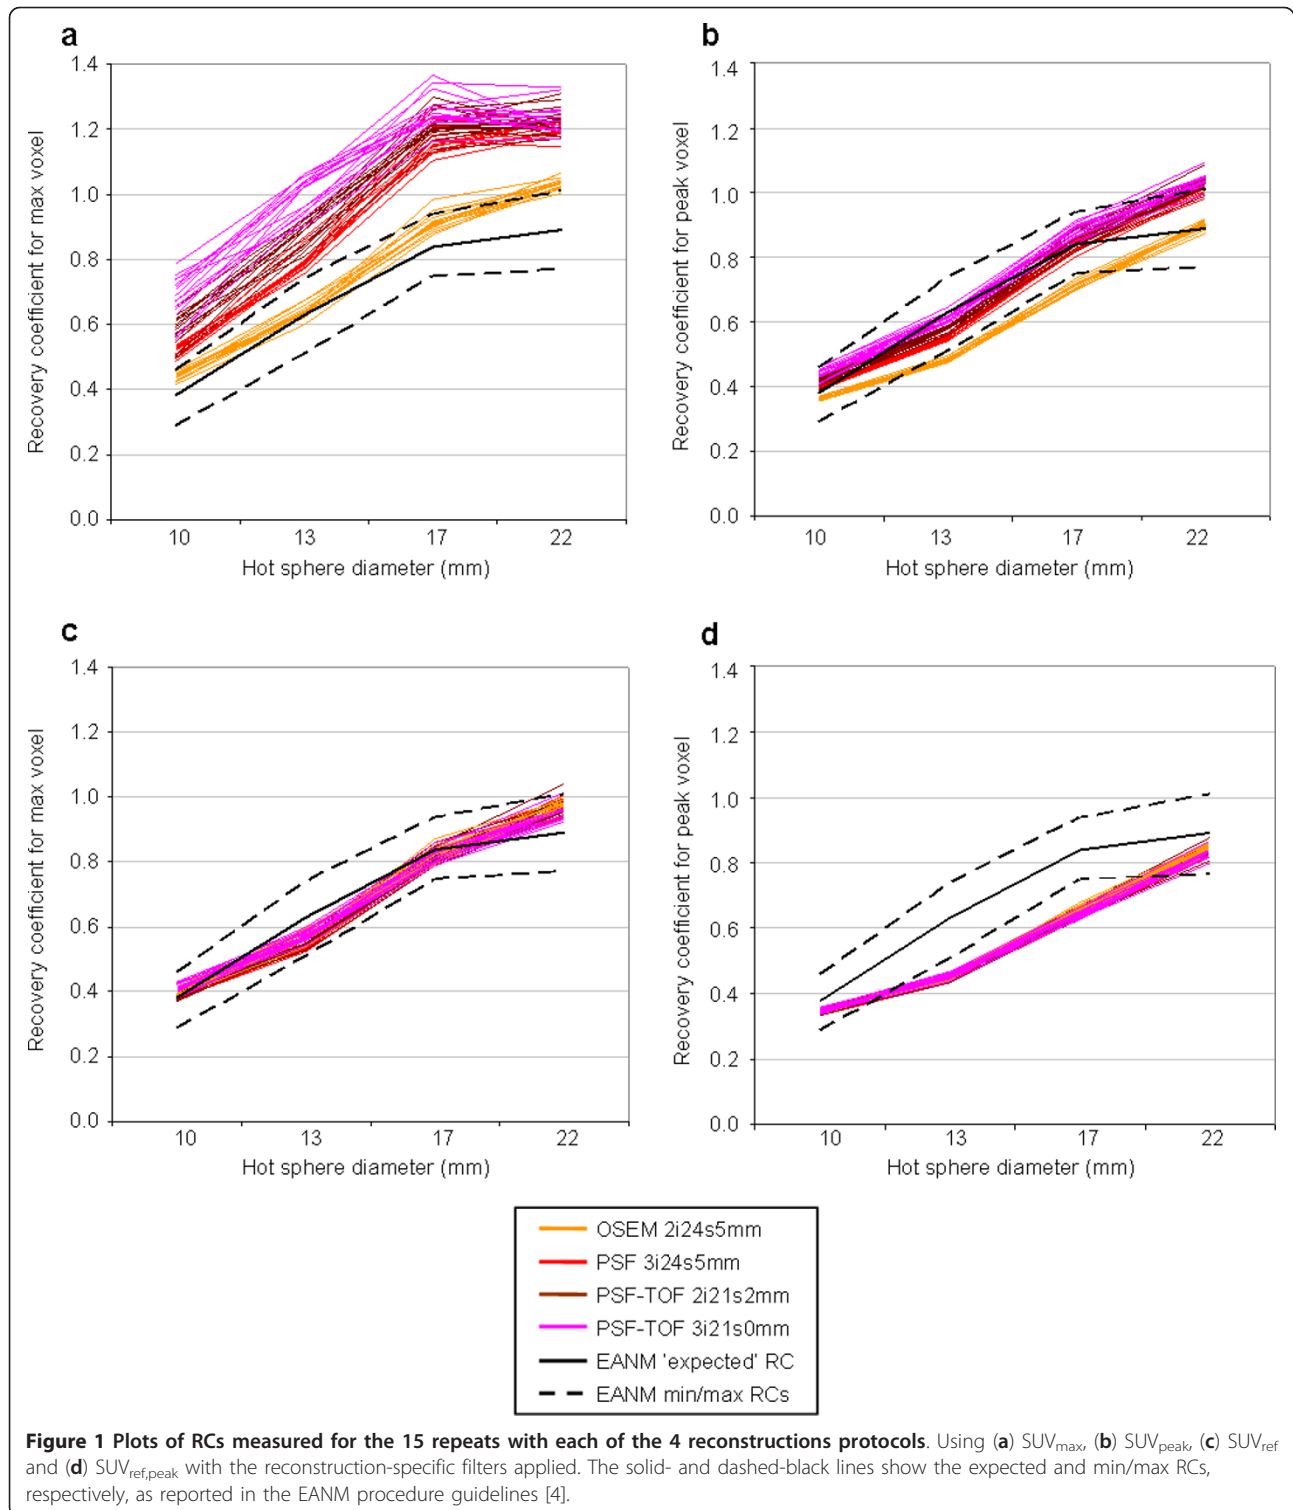 a
Recovery coefficient for max voxel
1.4
1.2
1.0
0.8
0.6
0.4
0.2
0.0
10 13 17 22
Hot sphere diameter (mm)
b
Recovery coefficient for peak voxel
1.4
1.2
1.0
0.8
0.6
0.4
0.2
0.0
10 13 17 22
Hot sphere diameter (mm)
c
Recovery coefficient for max voxel
1.4
1.2
1.0
0.8
0.6
0.4
0.2
0.0
10 13 17 22
Hot sphere diameter (mm)
d
Recovery coefficient for peak voxel
1.4
1.2
1.0
0.8
0.6
0.4
0.2
0.0
10 13 17 22
Hot sphere diameter (mm)
OSEM 2i24s5mm
PSF 3i24s5mm
PSF-TOF 2i21s2mm
PSF-TOF 3i21s0mm
EANM 'expected' RC
EANM min/max RCs
Figure 1 Plots of RCs measured for the 15 repeats with each of the 4 reconstructions protocols. Using (a) SUVmax, (b) SUVpeak, (c) SUVref
and (d) SUVref,peak with the reconstruction-specific filters applied. The solid- and dashed-black lines show the expected and min/max RCs,
respectively, as reported in the EANM procedure guidelines [4].